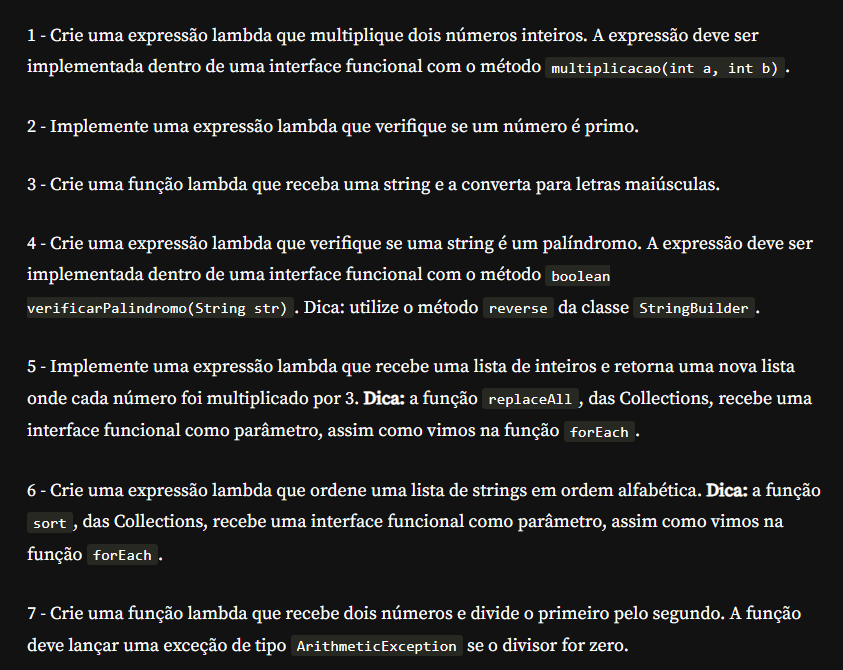 1 - Crie uma expressão lambda que multiplique dois números inteiros. A expressão deve ser
implementada dentro de uma interface funcional com o método multiplicacao(int a, int b).
2 - Implemente uma expressão lambda que verifique se um número é primo.
3 - Crie uma função lambda que receba uma string e a converta para letras maiúsculas.
4 - Crie uma expressão lambda que verifique se uma string é um palíndromo. A expressão deve ser
implementada dentro de uma interface funcional com o método boolean
verificarPalindromo(String str). Dica: utilize o método reverse da classe StringBuilder.
5 - Implemente uma expressão lambda que recebe uma lista de inteiros e retorna uma nova lista
onde cada número foi multiplicado por 3. Dica: a função replaceAll, das Collections, recebe uma
interface funcional como parâmetro, assim como vimos na função forEach.
6 - Crie uma expressão lambda que ordene uma lista de strings em ordem alfabética. Dica: a função
sort, das Collections, recebe uma interface funcional como parâmetro, assim como vimos na
função forEach.
7 - Crie uma função lambda que recebe dois números e divide o primeiro pelo segundo. A função
deve lançar uma exceção de tipo ArithmeticException se o divisor for zero.